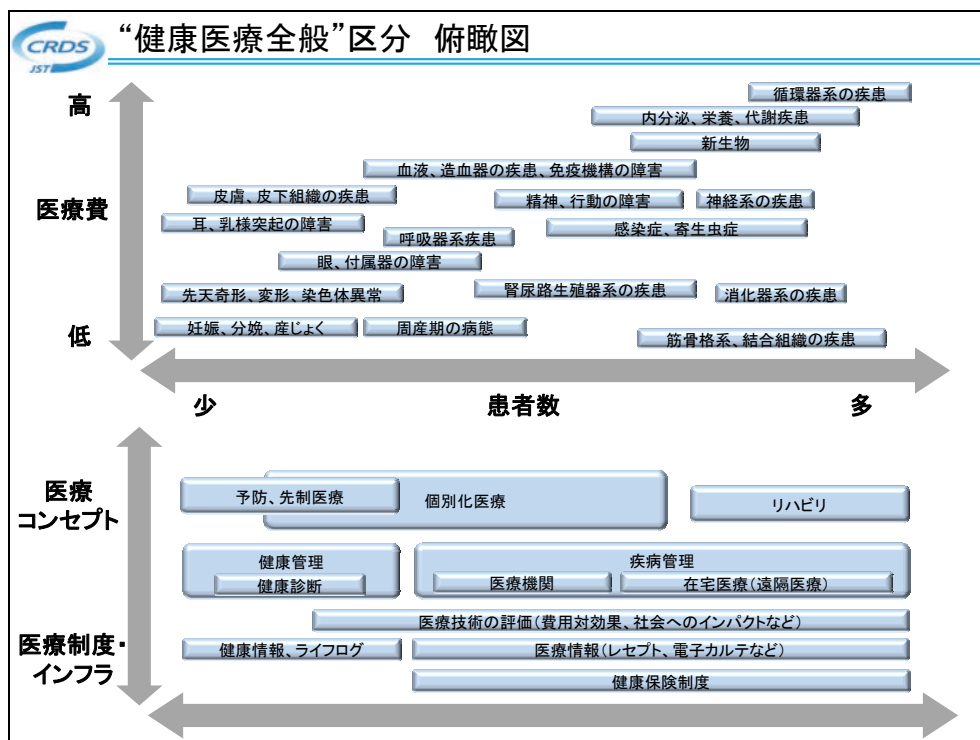 CRDS
JST
“健康医療全般”区分　俯瞰図
高
循環器系の疾患
内分泌、栄養、代謝疾患
新生物
血液、造血器の疾患、免疫機構の障害
皮膚、皮下組織の疾患
精神、行動の障害
神経系の疾患
医療費
耳、乳様突起の障害
感染症、寄生虫症
呼吸器系疾患
眼、付属器の障害
先天奇形、変形、染色体異常
腎尿路生殖器系の疾患
消化器系の疾患
低
妊娠、分娩、産じょく
周産期の病態
筋骨格系、結合組織の疾患
少
患者数
多
医療
コンセプト
予防、先制医療
個別化医療
リハビリ
健康管理
健康診断
疾病管理
医療機関
在宅医療(遠隔医療)
医療技術の評価(費用対効果、社会へのインパクトなど)
医療制度・
インフラ
健康情報、ライフログ
医療情報(レセプト、電子カルテなど)
健康保険制度